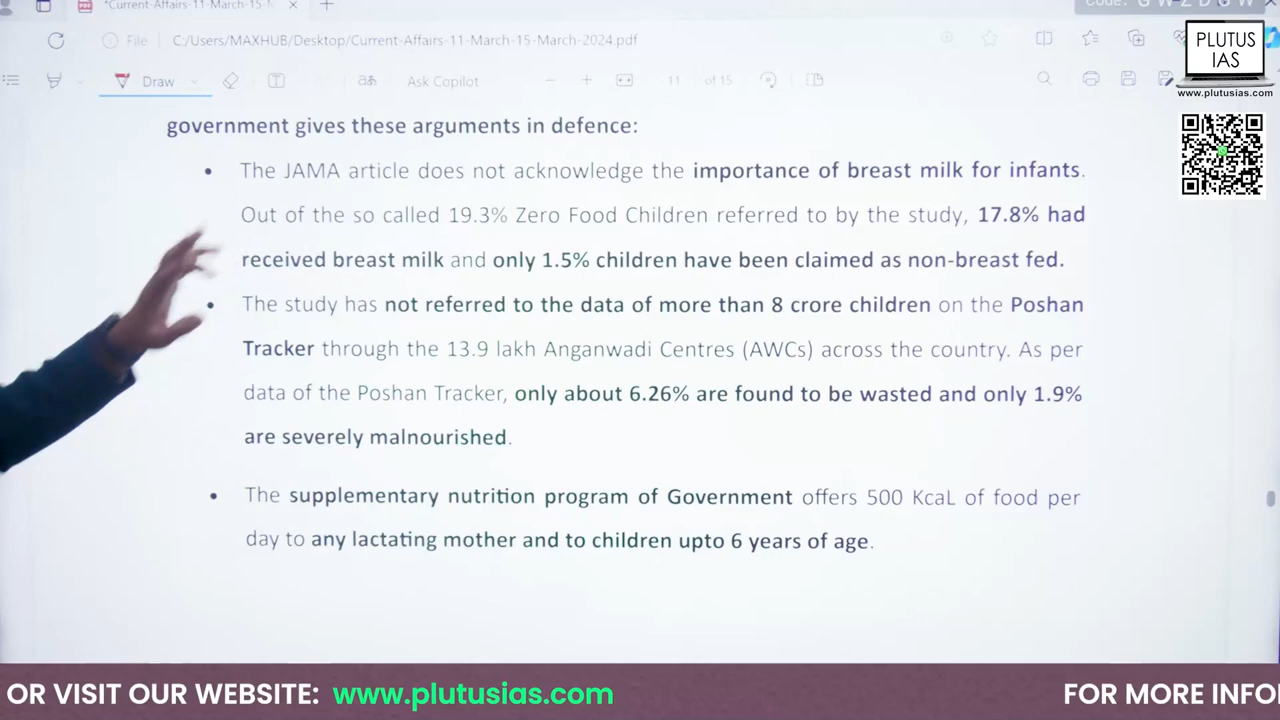 *Current-Affairs-11-March-15-
Code: G W Z D G W
File
C:/Users/MAXHUB/Desktop/Current-Affairs-11-March-15-March-2024.pdf
PLUTUS
IAS
www.plutusias.com
Draw
Ask Copilot
11
of 15
government gives these arguments in defence:
• The JAMA article does not acknowledge the importance of breast milk for infants.
Out of the so called 19.3% Zero Food Children referred to by the study, 17.8% had
received breast milk and only 1.5% children have been claimed as non-breast fed.
• The study has not referred to the data of more than 8 crore children on the Poshan
Tracker through the 13.9 lakh Anganwadi Centres (AWCs) across the country. As per
data of the Poshan Tracker, only about 6.26% are found to be wasted and only 1.9%
are severely malnourished.
• The supplementary nutrition program of Government offers 500 KcaL of food per
day to any lactating mother and to children upto 6 years of age.
OR VISIT OUR WEBSITE: www.plutusias.com
FOR MORE INFO